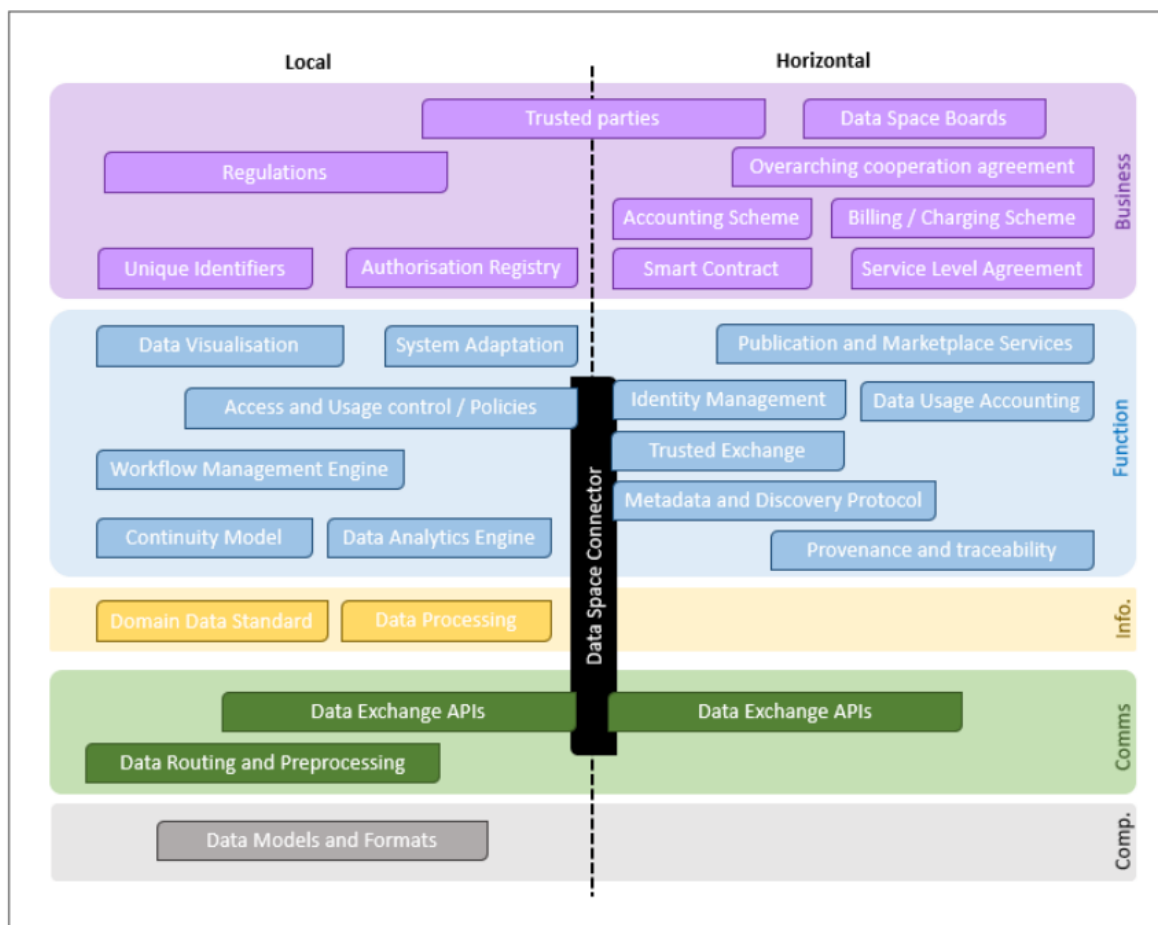 Local
Horizontal
Trusted parties
Data Space Boards
Regulations
Overarching cooperation agreement
Accounting Scheme
Billing / Charging Scheme
Unique Identifiers
Authorisation Registry
Smart Contract
Service Level Agreement
Business
Data Visualisation
System Adaptation
Publication and Marketplace Services
Access and Usage control / Policies
Identity Management
Data Usage Accounting
Trusted Exchange
Workflow Management Engine
Metadata and Discovery Protocol
Continuity Model
Data Analytics Engine
Provenance and traceability
Function
Data Space Connector
Domain Data Standard
Data Processing
Info.
Data Exchange APIs
Data Exchange APIs
Data Routing and Preprocessing
Comms
Data Models and Formats
Comp.